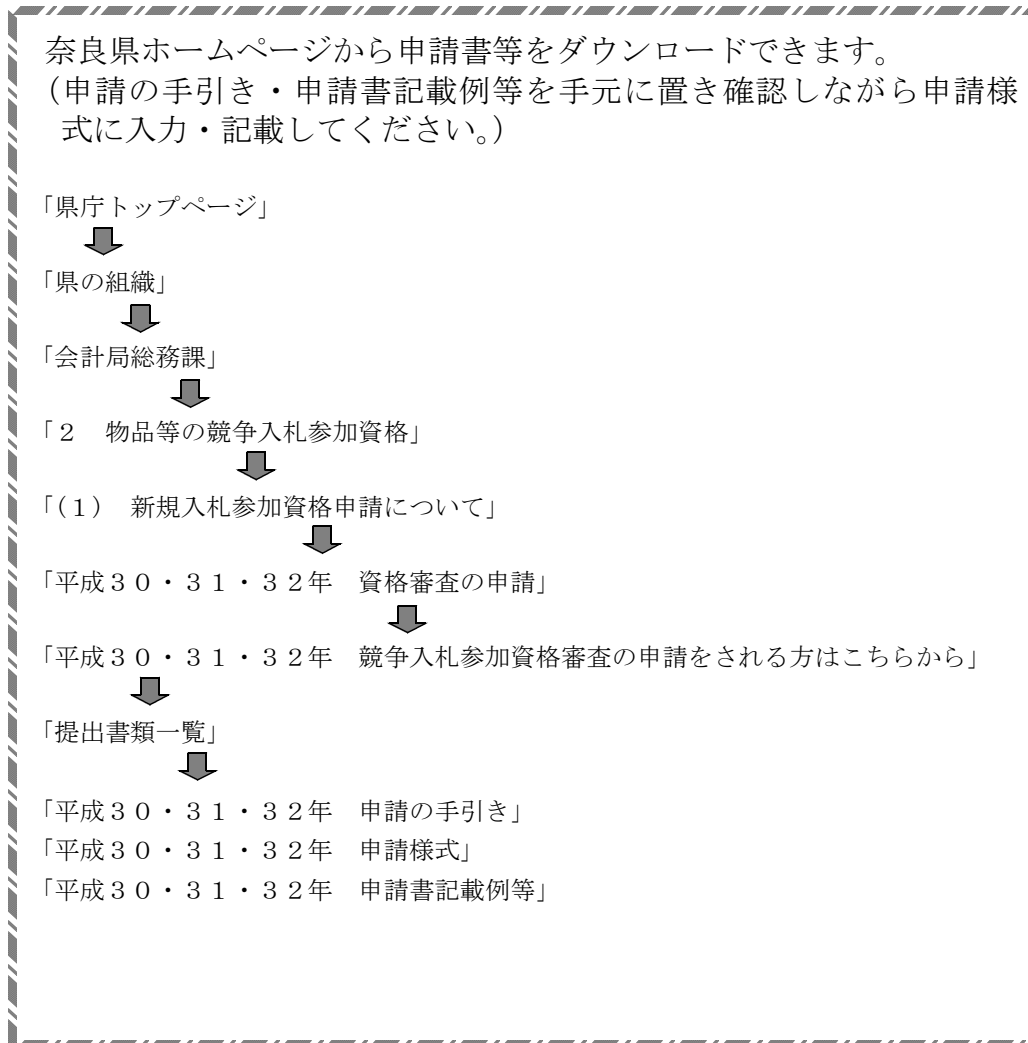 奈良県ホームページから申請書等をダウンロードできます。
(申請の手引き・申請書記載例等を手元に置き確認しながら申請様
式に入力・記載してください。)
「県庁トップページ」
「県の組織」
「会計局総務課」
「２　物品等の競争入札参加資格」
「(１)　新規入札参加資格申請について」
「平成３０・３１・３２年　資格審査の申請」
「平成３０・３１・３２年　競争入札参加資格審査の申請をされる方はこちらから」
「提出書類一覧」
「平成３０・３１・３２年　申請の手引き」
「平成３０・３１・３２年　申請様式」
「平成３０・３１・３２年　申請書記載例等」